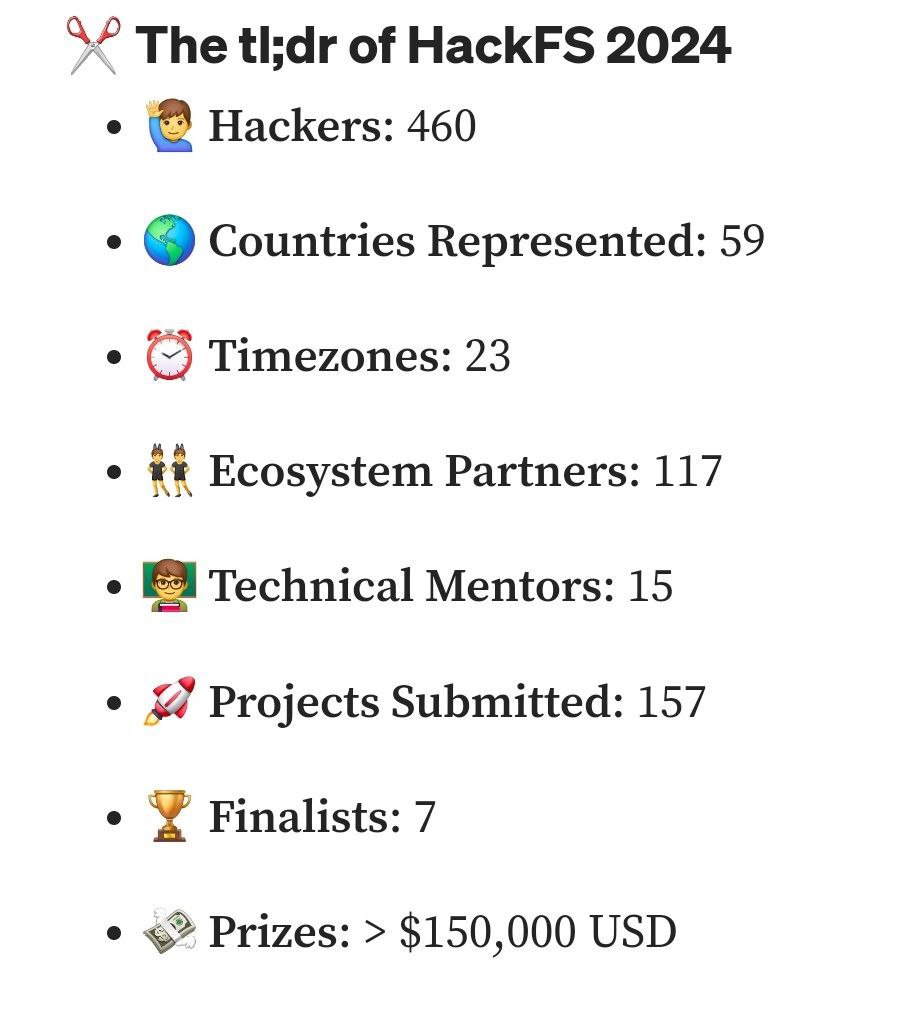 The tl;dr of HackFS 2024
Hackers: 460
Countries Represented: 59
Timezones: 23
Ecosystem Partners: 117
Technical Mentors: 15
Projects Submitted: 157
Finalists: 7
Prizes: > $150,000 USD